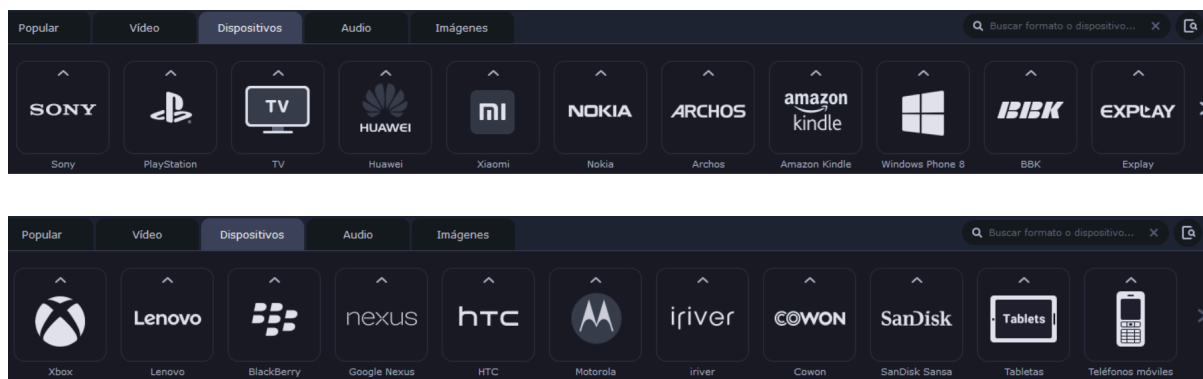 Popular Vídeo Dispositivos Audio Imágenes Buscar formato o dispositivo...
SONY TV HUAWEI mi NOKIA ARCHOS amazon kindle BBK EXPLAY
Sony PlayStation TV Huawei Xiaomi Nokia Archos Amazon Kindle Windows Phone 8 BBK Explay
Popular Vídeo Dispositivos Audio Imágenes Buscar formato o dispositivo...
Lenovo nexus hTC iriver COWON SanDisk Tablets
Xbox Lenovo BlackBerry Google Nexus HTC Motorola iriver Cowon SanDisk Sansa Tabletas Teléfonos móviles